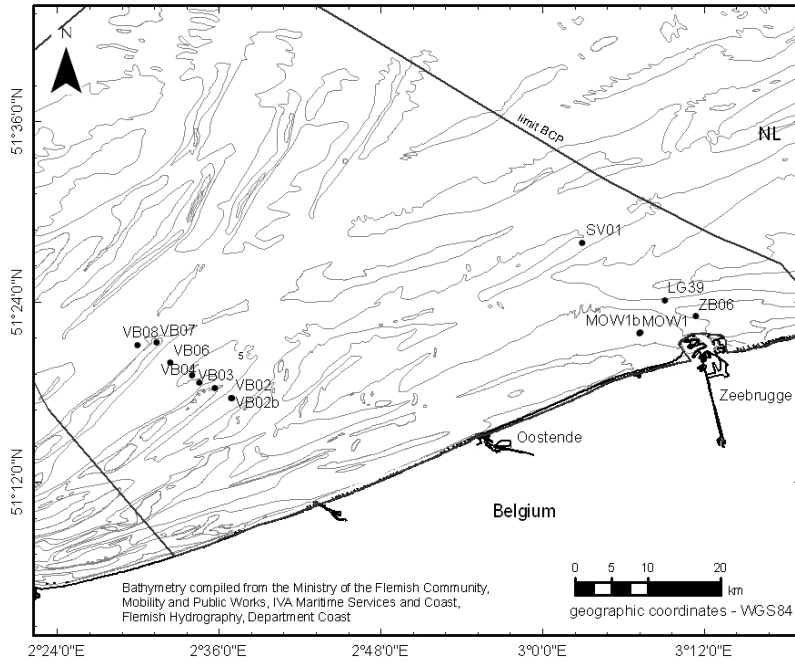 N
limit BCP
NL
51°36'0"N
SV01
LG39
51°24'0"N
ZB06
MOW1b MOW1
VB08 VB07
VB06
VB04 VB03
5
VB02
VB02b
Zeebrugge
Oostende
51°12'0"N
Belgium
Bathymetry compiled from the Ministry of the Flemish Community,
Mobility and Public Works, IVA Maritime Services and Coast,
Flemish Hydrography, Department Coast
0 5 10 20
km
geographic coordinates - WGS84
2°24'0"E 2°36'0"E 2°48'0"E 3°0'0"E 3°12'0"E